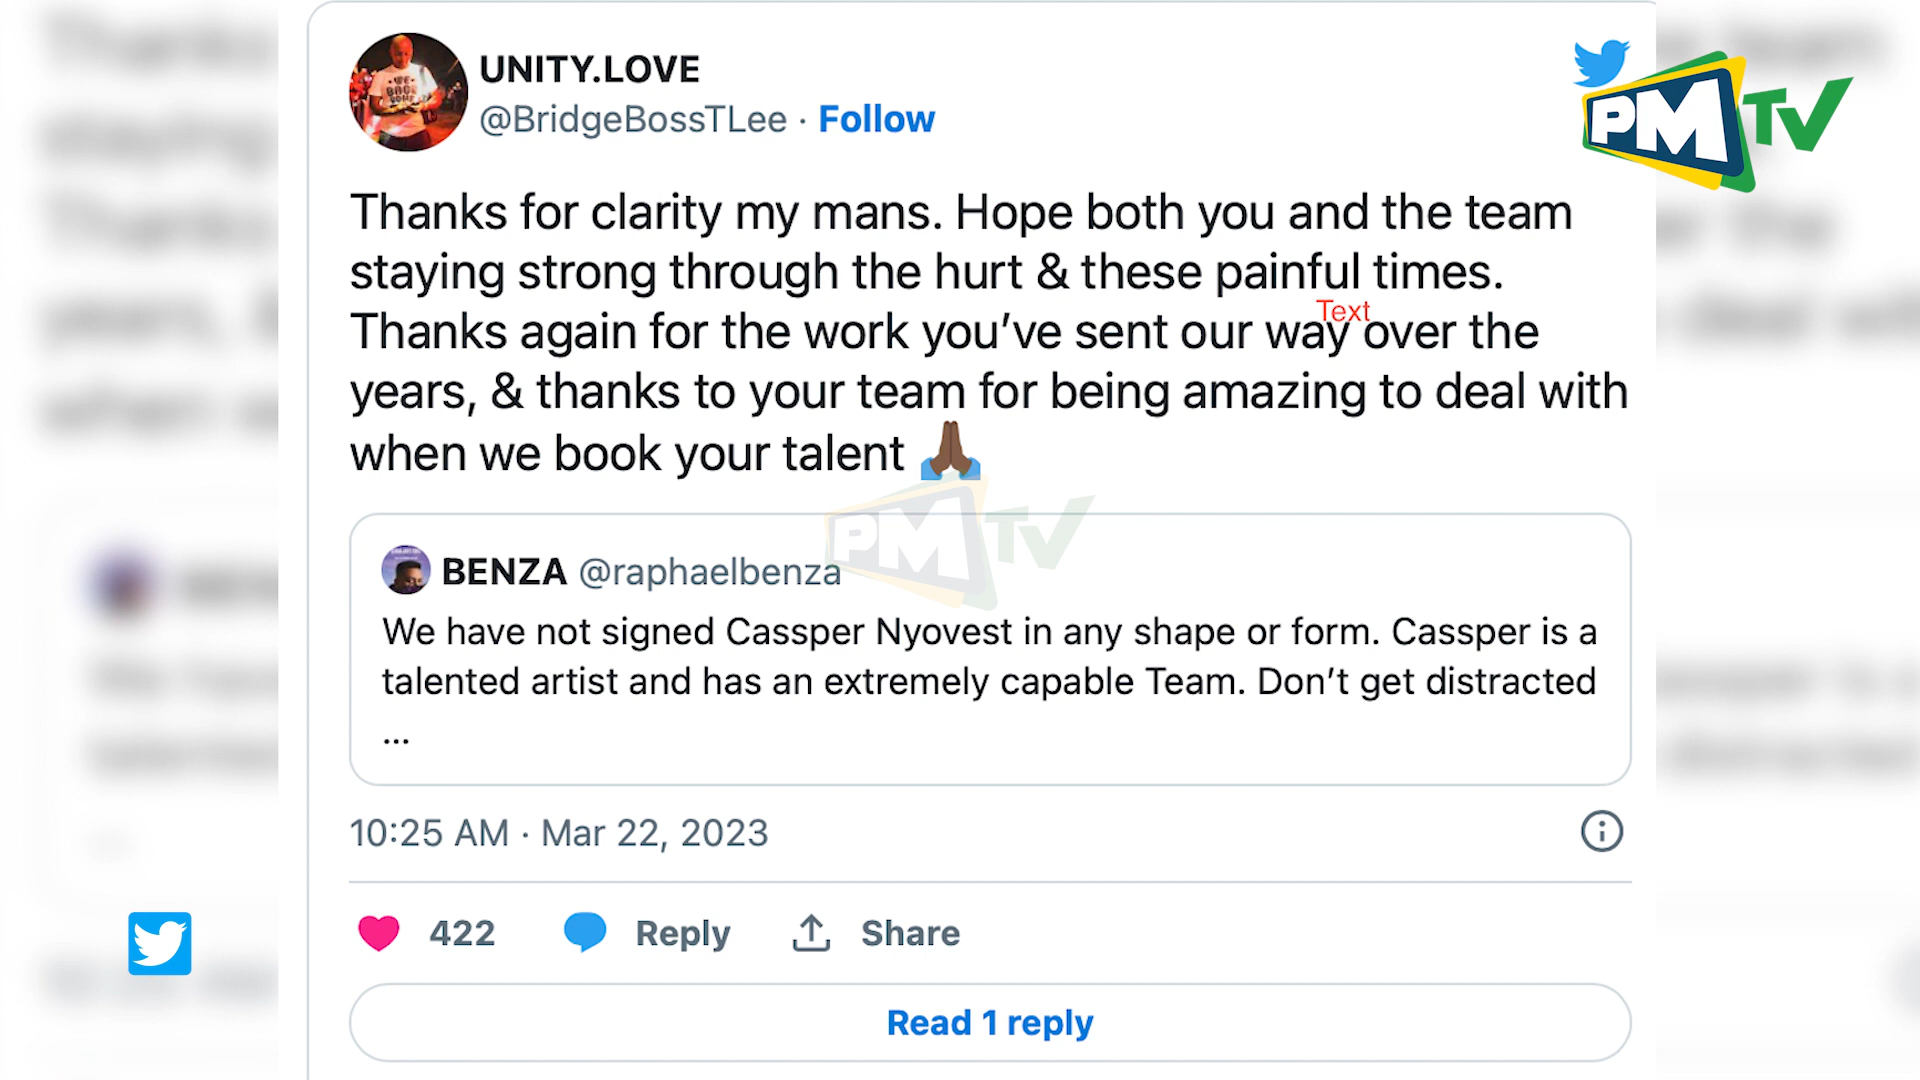 UNITY.LOVE
@BridgeBossTLee · Follow
PMTV
Thanks for clarity my mans. Hope both you and the team
staying strong through the hurt & these painful times.
Text
Thanks again for the work you’ve sent our way over the
years, & thanks to your team for being amazing to deal with
when we book your talent 🙏🏾
PMTV
BENZA @raphaelbenza
We have not signed Cassper Nyovest in any shape or form. Cassper is a
talented artist and has an extremely capable Team. Don’t get distracted
...
10:25 AM · Mar 22, 2023
422 Reply Share
Read 1 reply